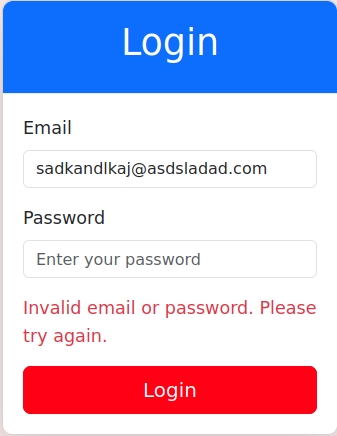 Login
Email
sadkandlkaj@asdsladad.com
Password
Enter your password
Invalid email or password. Please
try again.
Login